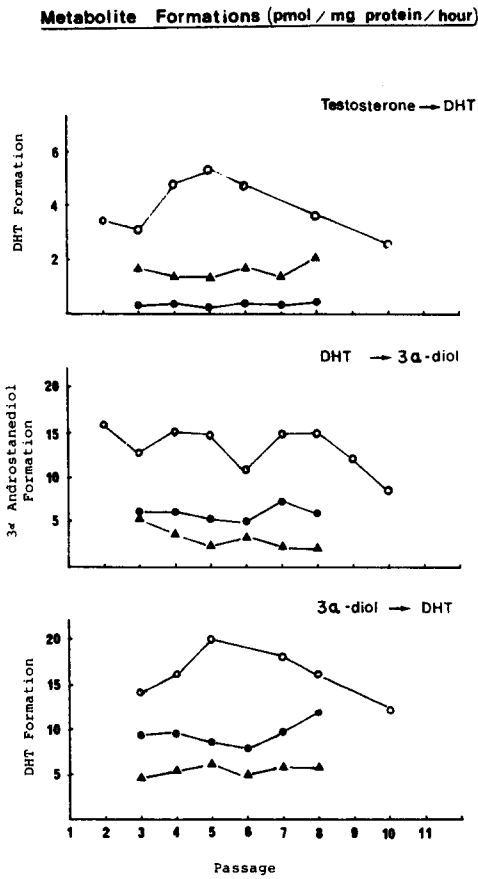 Metabolite Formations (pmol / mg protein / hour)
Testosterone → DHT
DHT Formation
6
4
2
DHT → 3α-diol
3α Androstanediol
Formation
20
15
10
5
3α-diol → DHT
DHT Formation
20
15
10
5
1 2 3 4 5 6 7 8 9 10 11
Passage